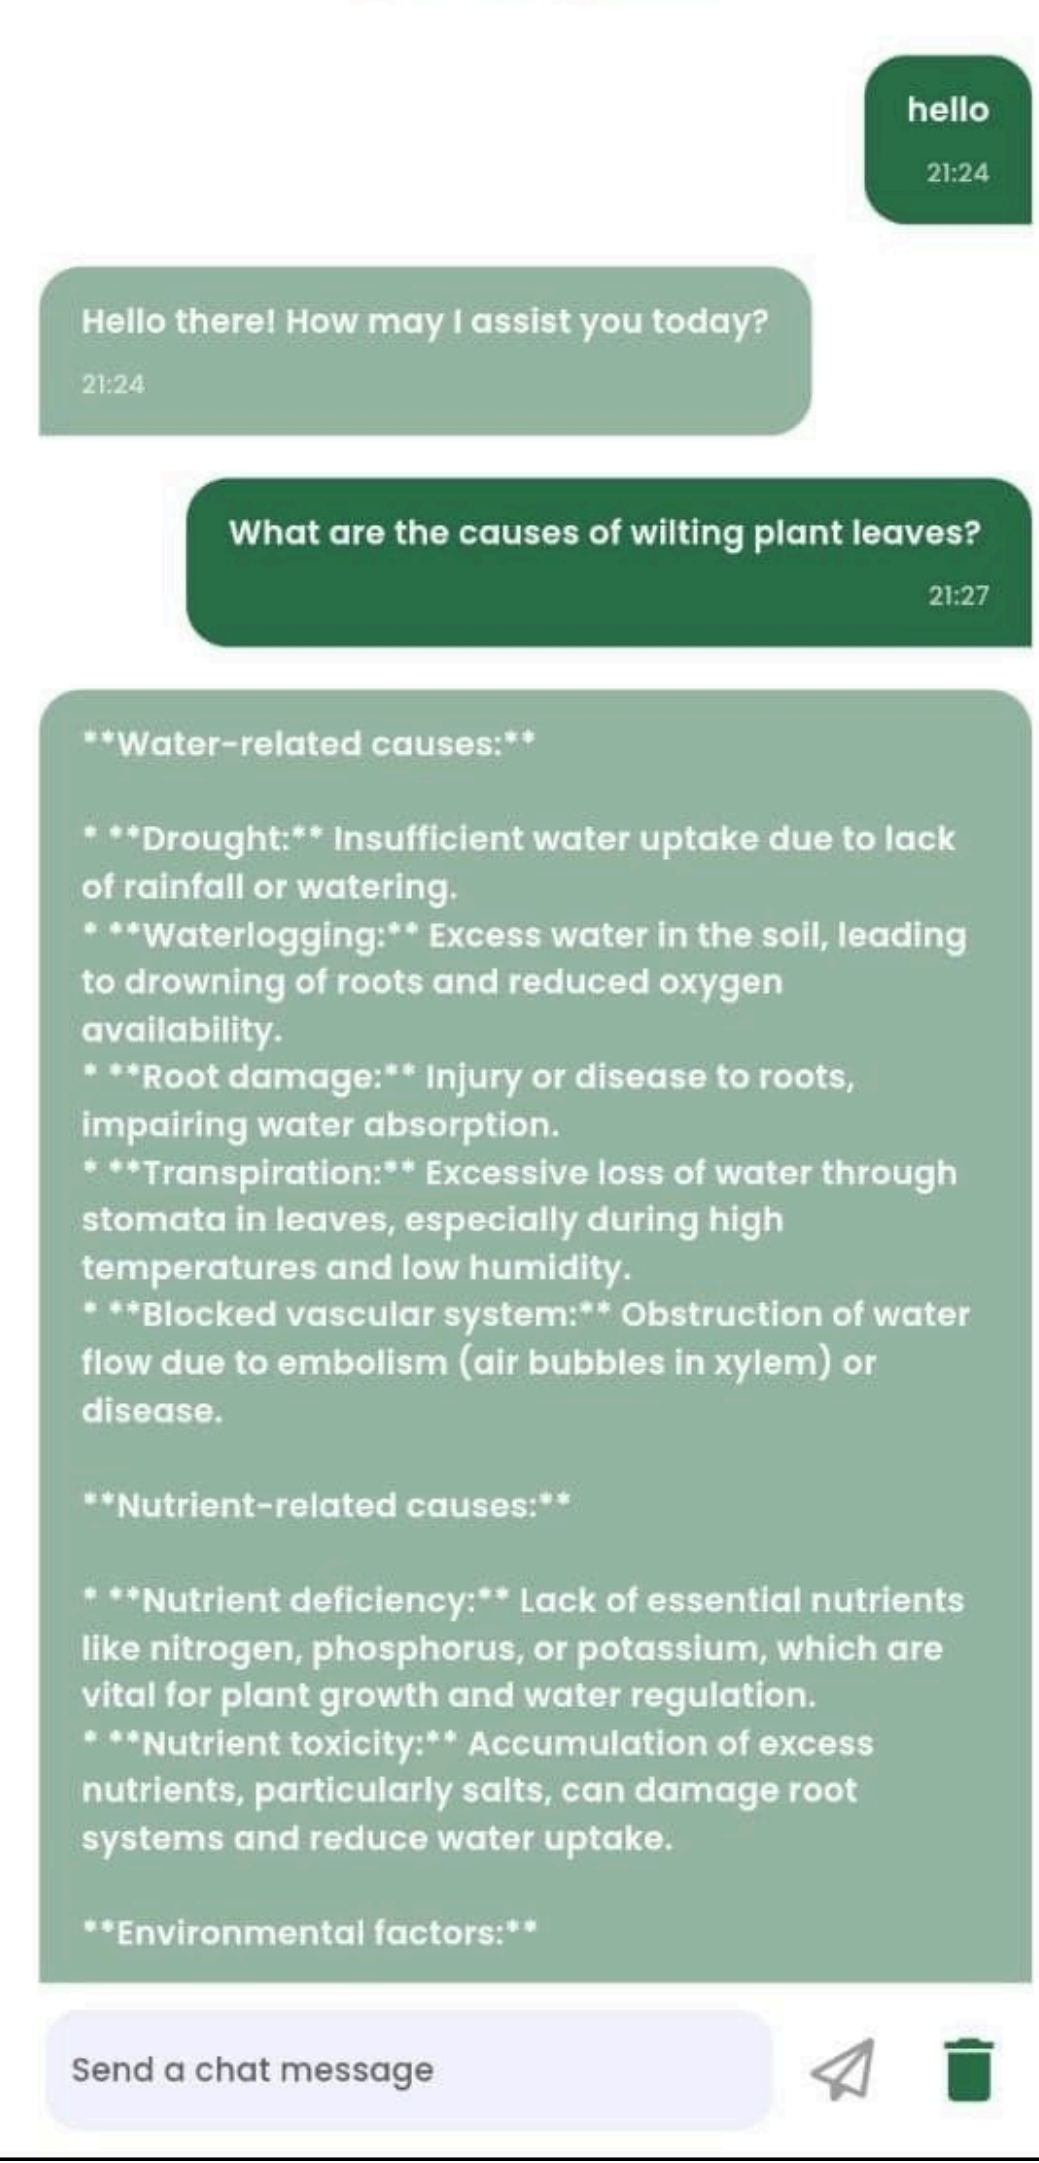 hello
21:24
Hello there! How may I assist you today?
21:24
What are the causes of wilting plant leaves?
21:27
**Water-related causes:**
* **Drought:** Insufficient water uptake due to lack
of rainfall or watering.
* **Waterlogging:** Excess water in the soil, leading
to drowning of roots and reduced oxygen
availability.
* **Root damage:** Injury or disease to roots,
impairing water absorption.
* **Transpiration:** Excessive loss of water through
stomata in leaves, especially during high
temperatures and low humidity.
* **Blocked vascular system:** Obstruction of water
flow due to embolism (air bubbles in xylem) or
disease.
**Nutrient-related causes:**
* **Nutrient deficiency:** Lack of essential nutrients
like nitrogen, phosphorus, or potassium, which are
vital for plant growth and water regulation.
* **Nutrient toxicity:** Accumulation of excess
nutrients, particularly salts, can damage root
systems and reduce water uptake.
**Environmental factors:**
Send a chat message